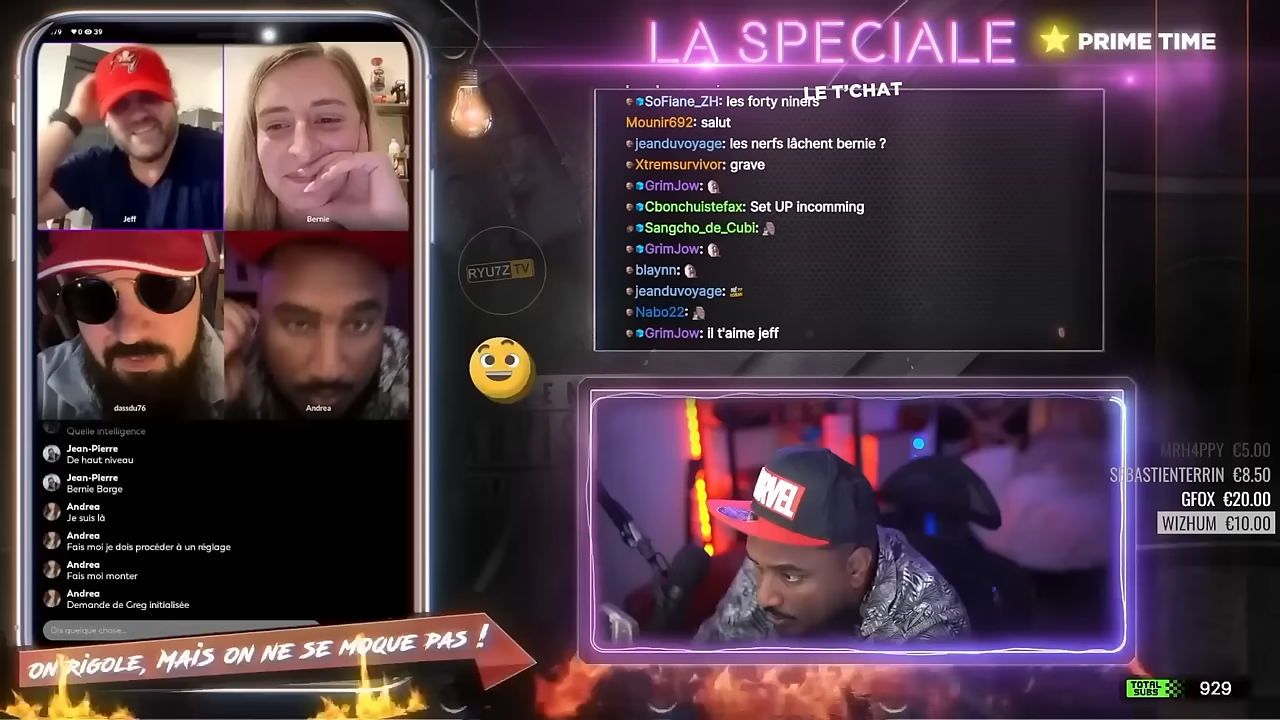 /9 ♥0 39
Jeff
Bernie
dassdu76
Andrea
Quelle intelligence
Jean-Pierre
De haut niveau
Jean-Pierre
Bernie Barge
Andrea
Je suis là
Andrea
Fais moi je dois procéder à un réglage
Andrea
Fais moi monter
Andrea
Demande de Greg initialisée
Dis quelque chose...
ON RIGOLE, MAIS ON NE SE MOQUE PAS !
RYU7Z TV
LA SPECIALE
PRIME TIME
LE T'CHAT
SoFiane_ZH: les forty niners
Mounir692: salut
jeanduvoyage: les nerfs lâchent bernie ?
Xtremsurvivor: grave
GrimJow:
Cbonchuistefax: Set UP incomming
Sangcho_de_Cubi:
GrimJow:
blaynn:
jeanduvoyage:
Nabo22:
GrimJow: il t'aime jeff
MARVEL
MRH4PPY €5.00
SEBASTIENTERRIN €8.50
GFOX €20.00
WIZHUM €10.00
TOTAL
SUBS
929